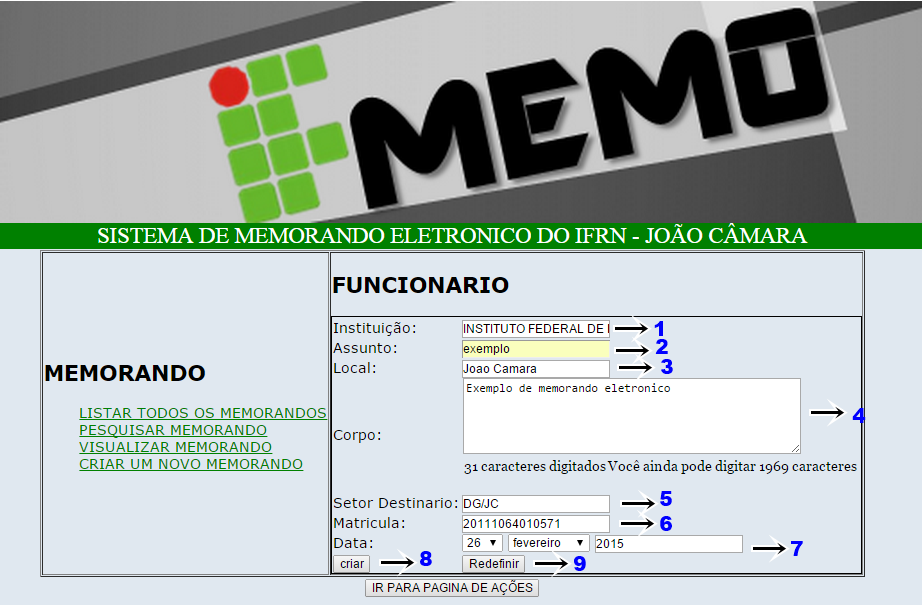 MEMO
SISTEMA DE MEMORANDO ELETRONICO DO IFRN - JOÃO CÂMARA
MEMORANDO
LISTAR TODOS OS MEMORANDOS
PESQUISAR MEMORANDO
VISUALIZAR MEMORANDO
CRIAR UM NOVO MEMORANDO
FUNCIONARIO
Instituição: INSTITUTO FEDERAL DE 1
Assunto: exemplo 2
Local: Joao Camara 3
Corpo: Exemplo de memorando eletronico 4
31 caracteres digitados Você ainda pode digitar 1969 caracteres
Setor Destinario: DG/JC 5
Matricula: 20111064010571 6
Data: 26 fevereiro 2015 7
criar 8 Redefinir 9
IR PARA PAGINA DE AÇÕES